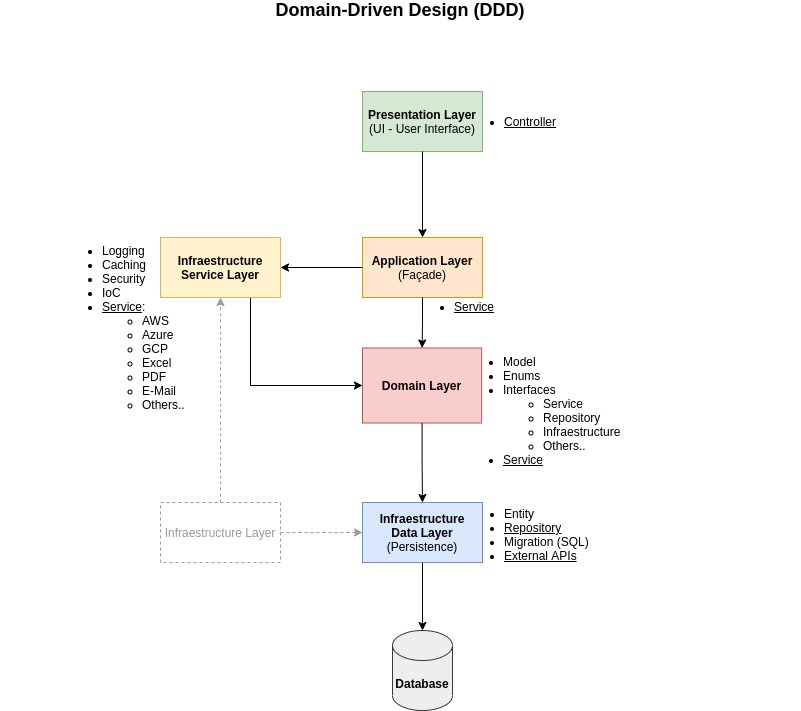 Domain-Driven Design (DDD)
Presentation Layer
(UI - User Interface)
Controller
Logging
Caching
Security
IoC
Service:
AWS
Azure
GCP
Excel
PDF
E-Mail
Others..
Infraestructure
Service Layer
Application Layer
(Façade)
Service
Domain Layer
Model
Enums
Interfaces
Service
Repository
Infraestructure
Others..
Service
Infraestructure Layer
Infraestructure
Data Layer
(Persistence)
Entity
Repository
Migration (SQL)
External APIs
Database